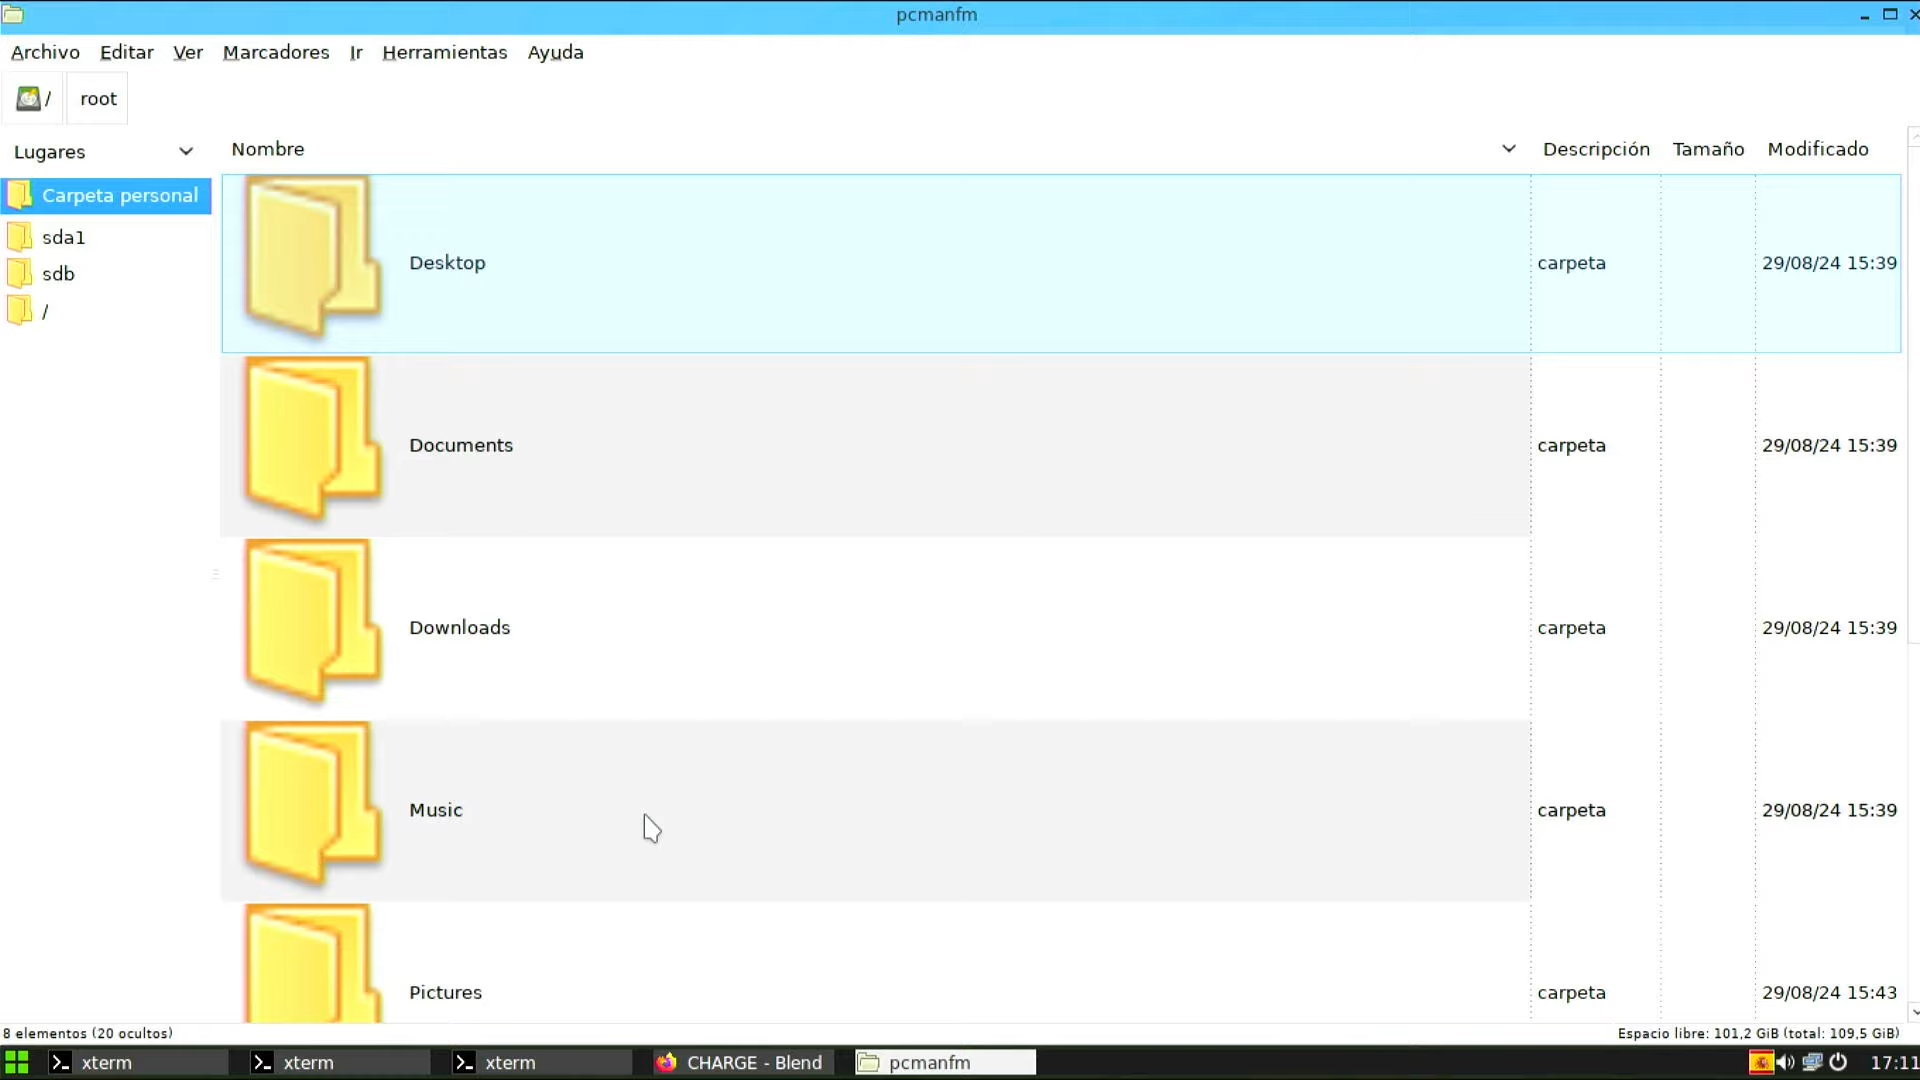 pcmanfm
Archivo Editar Ver Marcadores Ir Herramientas Ayuda
/ root
Lugares
Carpeta personal
sda1
sdb
/
Nombre Descripción Tamaño Modificado
Desktop carpeta 29/08/24 15:39
Documents carpeta 29/08/24 15:39
Downloads carpeta 29/08/24 15:39
Music carpeta 29/08/24 15:39
Pictures carpeta 29/08/24 15:43
8 elementos (20 ocultos) Espacio libre: 101,2 GiB (total: 109,5 GiB)
xterm xterm xterm CHARGE - Blend pcmanfm 17:11